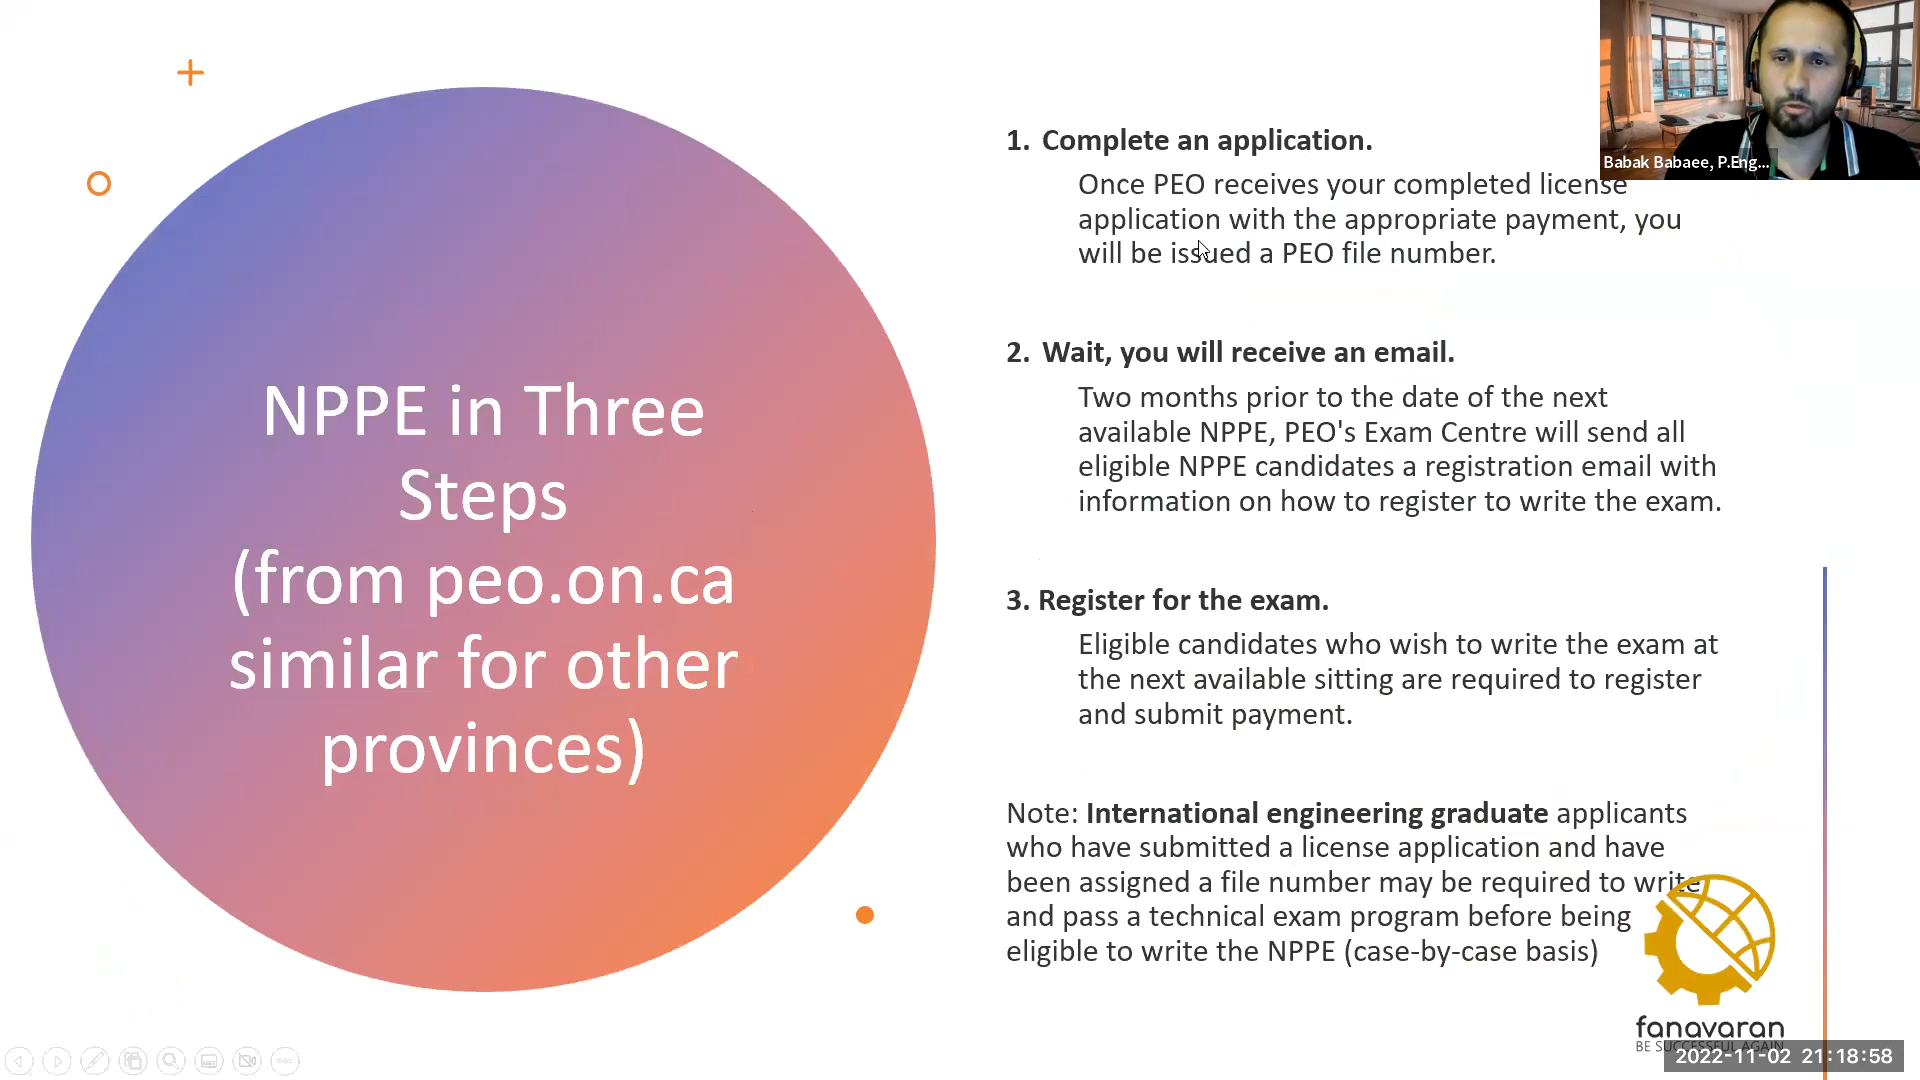 NPPE in Three
Steps
(from peo.on.ca
similar for other
provinces)
1. Complete an application.
Once PEO receives your completed license
application with the appropriate payment, you
will be issued a PEO file number.
2. Wait, you will receive an email.
Two months prior to the date of the next
available NPPE, PEO's Exam Centre will send all
eligible NPPE candidates a registration email with
information on how to register to write the exam.
3. Register for the exam.
Eligible candidates who wish to write the exam at
the next available sitting are required to register
and submit payment.
Note: International engineering graduate applicants
who have submitted a license application and have
been assigned a file number may be required to write
and pass a technical exam program before being
eligible to write the NPPE (case-by-case basis)
Babak Babaee, P.Eng...
fanavaran
BE SUCCESSFUL AGAIN
2022-11-02 21:18:58